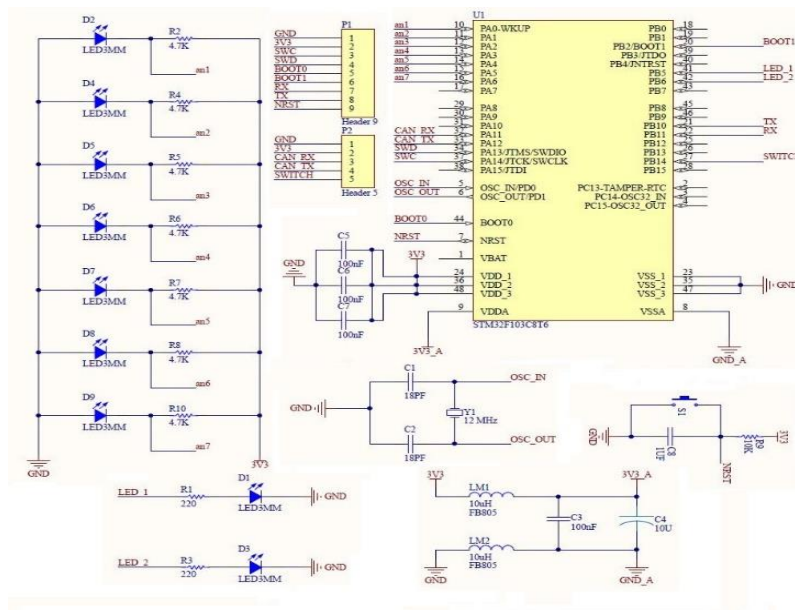 D2
LED3MM
R2
4.7K
an1
D4
LED3MM
R4
4.7K
an2
D5
LED3MM
R5
4.7K
an3
D6
LED3MM
R6
4.7K
an4
D7
LED3MM
R7
4.7K
an5
D8
LED3MM
R8
4.7K
an6
D9
LED3MM
R10
4.7K
an7
GND
3V3
P1
GND 1
3V3 2
SWC 3
SWD 4
BOOT0 5
BOOT1 6
RX 7
TX 8
NRST 9
Header 9
P2
GND 1
3V3 2
CAN RX 3
CAN TX 4
SWITCH 5
Header 5
U1
an1 10 PA0-WKUP
an2 11 PA1
an3 12 PA2
an4 13 PA3
an5 14 PA4
an6 15 PA5
an7 16 PA6
17 PA7
29 PA8
30 PA9
31 PA10
CAN RX 32 PA11
CAN TX 33 PA12
SWD 34 PA13/JTMS/SWDIO
SWC 37 PA14/JTCK/SWCLK
38 PA15/JTDI
OSC_IN 5 OSC_IN/PD0
OSC_OUT 6 OSC_OUT/PD1
BOOT0 44 BOOT0
NRST 7 NRST
1 VBAT
24 VDD_1
36 VDD_2
48 VDD_3
9 VDDA
PB0 18
PB1 19
PB2/BOOT1 20 BOOT1
PB3/JTDO 39
PB4/JNTRST 40
PB5 41 LED_1
PB6 42 LED_2
PB7 43
PB8 45
PB9 46
PB10 21 TX
PB11 22 RX
PB12 25
PB13 26
PB14 27 SWITCH
PB15 28
PC13-TAMPER-RTC 2
PC14-OSC32_IN 3
PC15-OSC32_OUT 4
VSS_1 23
VSS_2 35
VSS_3 47
GND
VSSA 8
STM32F103C8T6
GND_A
GND
C5
100nF
C6
100nF
C7
100nF
3V3
3V3_A
C1
18PF
OSC_IN
GND
Y1
12 MHz
C2
18PF
OSC_OUT
S1
GND
C8
1UF
R9
10K
3V3
NRST
LED_1
R1
220
D1
LED3MM
GND
LED_2
R3
220
D3
LED3MM
GND
3V3
LM1
10uH
FB805
3V3_A
C3
100nF
C4
10U
LM2
10uH
FB805
GND
GND_A